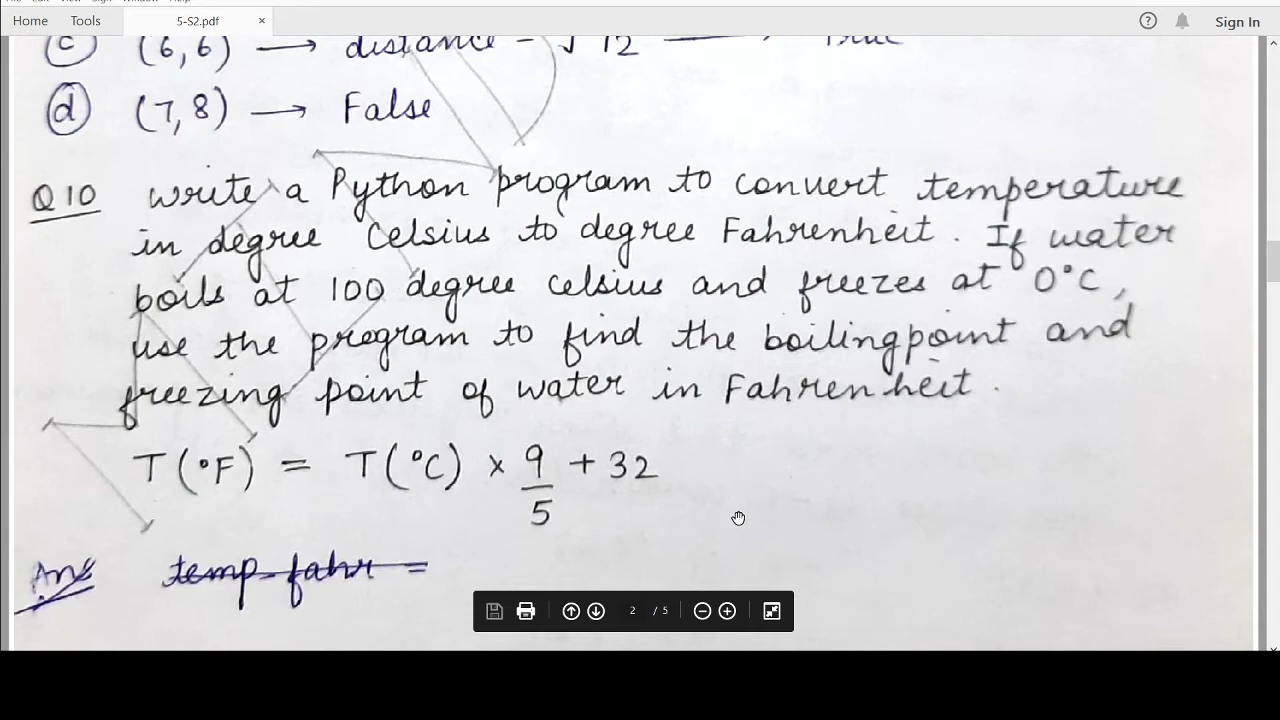 Home Tools 5-S2.pdf × Sign In
(c) (6,6) → distance = √12 → True
(d) (7,8) → False
Q10 Write a Python program to convert temperature
in degree Celsius to degree Fahrenheit. If water
boils at 100 degree celsius and freezes at 0°C,
use the program to find the boilingpoint and
freezing point of water in Fahrenheit.
T(°F) = T(°C) × 9/5 + 32
Ans temp-fahr =
2 / 5